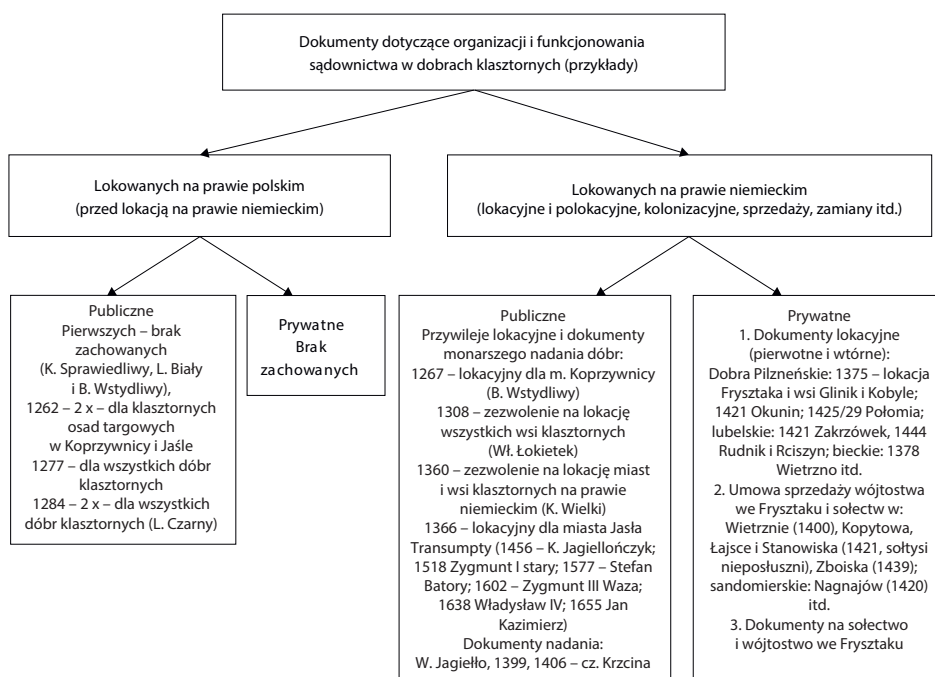 Dokumenty dotyczące organizacji i funkcjonowania
sądownictwa w dobrach klasztornych (przykłady)
Lokowanych na prawie polskim
(przed lokacją na prawie niemieckim)
Lokowanych na prawie niemieckim
(lokacyjne i polokacyjne, kolonizacyjne, sprzedaży, zamiany itd.)
Publiczne
Pierwszych – brak
zachowanych
(K. Sprawiedliwy, L. Biały
i B. Wstydliwy),
1262 – 2 x – dla klasztornych
osad targowych
w Koprzywnicy i Jaśle
1277 – dla wszystkich dóbr
klasztornych
1284 – 2 x – dla wszystkich
dóbr klasztornych (L. Czarny)
Prywatne
Brak
zachowanych
Publiczne
Przywileje lokacyjne i dokumenty
monarszego nadania dóbr:
1267 – lokacyjny dla m. Koprzywnicy
(B. Wstydliwy)
1308 – zezwolenie na lokację
wszystkich wsi klasztornych
(Wł. Łokietek)
1360 – zezwolenie na lokację miast
i wsi klasztornych na prawie
niemieckim (K. Wielki)
1366 – lokacyjny dla miasta Jasła
Transumpty (1456 – K. Jagiellończyk;
1518 Zygmunt I stary; 1577 – Stefan
Batory; 1602 – Zygmunt III Waza;
1638 Władysław IV; 1655 Jan
Kazimierz)
Dokumenty nadania:
W. Jagiełło, 1399, 1406 – cz. Krzcina
Prywatne
1. Dokumenty lokacyjne
(pierwotne i wtórne):
Dobra Pilzneńskie: 1375 – lokacja
Frysztaka i wsi Glinik i Kobyle;
1421 Okunin; 1425/29 Połomia;
lubelskie: 1421 Zakrzówek, 1444
Rudnik i Rciszyn; bieckie: 1378
Wietrzno itd.
2. Umowa sprzedaży wójtostwa
we Frysztaku i sołectw w:
Wietrznie (1400), Kopytowa,
Łajsce i Stanowiska (1421, sołtysi
nieposłuszni), Zboiska (1439);
sandomierskie: Nagnajów (1420)
itd.
3. Dokumenty na sołectwo
i wójtostwo we Frysztaku